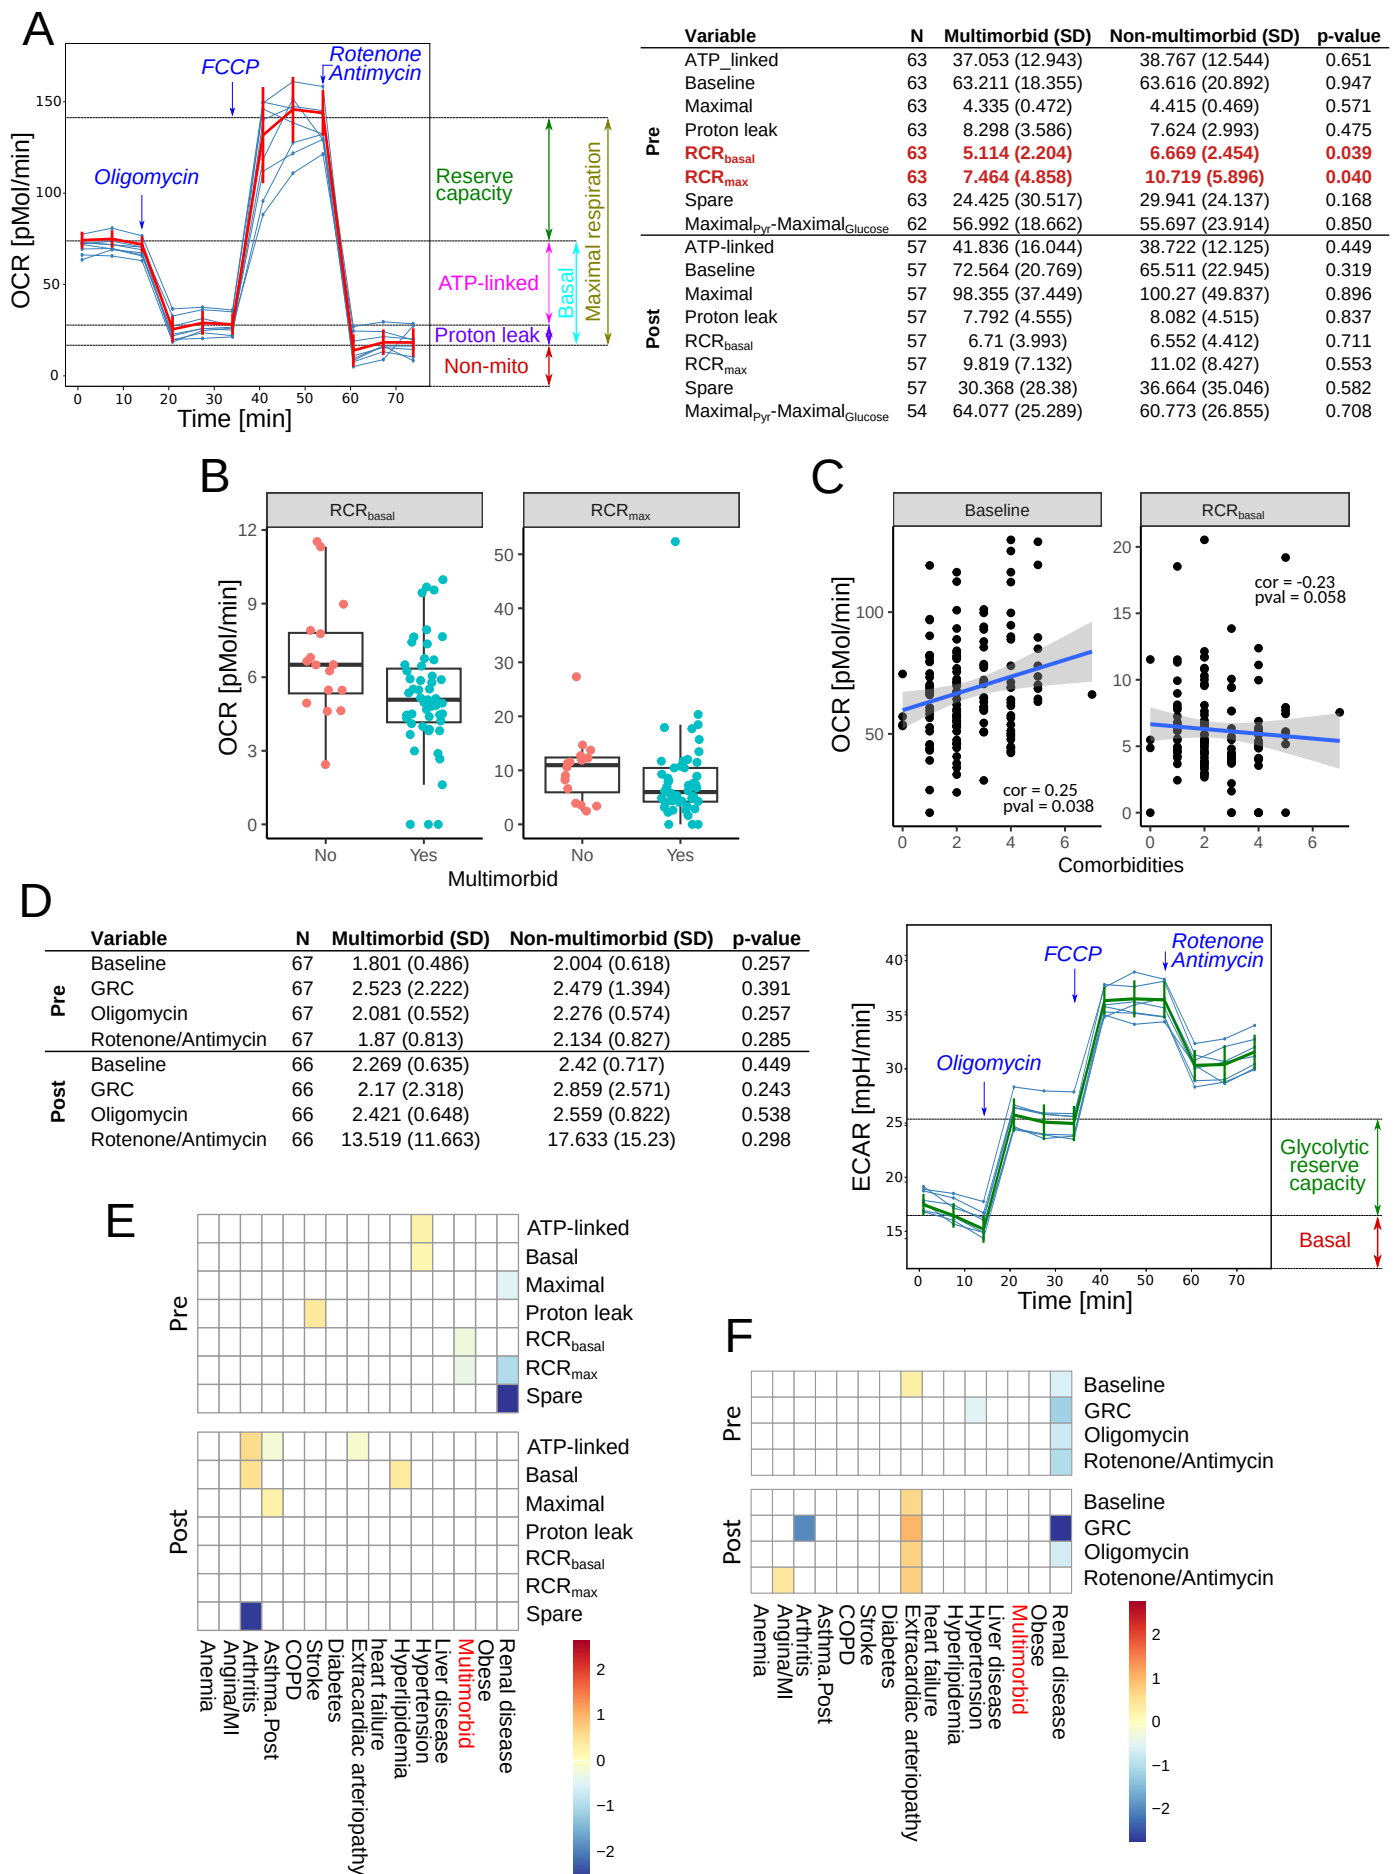 A
Rotenone
Antimycin
FCCP
Oligomycin
OCR [pMol/min]
150
100
50
0
0 10 20 30 40 50 60 70
Time [min]
Reserve
capacity
ATP-linked
Proton leak
Non-mito
Basal
Maximal respiration
Variable N Multimorbid (SD) Non-multimorbid (SD) p-value
Pre
ATP_linked 63 37.053 (12.943) 38.767 (12.544) 0.651
Baseline 63 63.211 (18.355) 63.616 (20.892) 0.947
Maximal 63 4.335 (0.472) 4.415 (0.469) 0.571
Proton leak 63 8.298 (3.586) 7.624 (2.993) 0.475
RCRbasal 63 5.114 (2.204) 6.669 (2.454) 0.039
RCRmax 63 7.464 (4.858) 10.719 (5.896) 0.040
Spare 63 24.425 (30.517) 29.941 (24.137) 0.168
MaximalPyr-MaximalGlucose 62 56.992 (18.662) 55.697 (23.914) 0.850
Post
ATP-linked 57 41.836 (16.044) 38.722 (12.125) 0.449
Baseline 57 72.564 (20.769) 65.511 (22.945) 0.319
Maximal 57 98.355 (37.449) 100.27 (49.837) 0.896
Proton leak 57 7.792 (4.555) 8.082 (4.515) 0.837
RCRbasal 57 6.71 (3.993) 6.552 (4.412) 0.711
RCRmax 57 9.819 (7.132) 11.02 (8.427) 0.553
Spare 57 30.368 (28.38) 36.664 (35.046) 0.582
MaximalPyr-MaximalGlucose 54 64.077 (25.289) 60.773 (26.855) 0.708
B
RCRbasal
RCRmax
OCR [pMol/min]
12
9
6
3
0
50
40
30
20
10
0
No Yes No Yes
Multimorbid
C
Baseline
RCRbasal
OCR [pMol/min]
100
50
20
15
10
5
0
cor = 0.25
pval = 0.038
cor = -0.23
pval = 0.058
0 2 4 6 0 2 4 6
Comorbidities
D
Variable N Multimorbid (SD) Non-multimorbid (SD) p-value
Pre
Baseline 67 1.801 (0.486) 2.004 (0.618) 0.257
GRC 67 2.523 (2.222) 2.479 (1.394) 0.391
Oligomycin 67 2.081 (0.552) 2.276 (0.574) 0.257
Rotenone/Antimycin 67 1.87 (0.813) 2.134 (0.827) 0.285
Post
Baseline 66 2.269 (0.635) 2.42 (0.717) 0.449
GRC 66 2.17 (2.318) 2.859 (2.571) 0.243
Oligomycin 66 2.421 (0.648) 2.559 (0.822) 0.538
Rotenone/Antimycin 66 13.519 (11.663) 17.633 (15.23) 0.298
Rotenone
Antimycin
FCCP
Oligomycin
ECAR [mpH/min]
40
35
30
25
20
15
0 10 20 30 40 50 60 70
Time [min]
Glycolytic
reserve
capacity
Basal
E
Pre
ATP-linked
Basal
Maximal
Proton leak
RCRbasal
RCRmax
Spare
Post
ATP-linked
Basal
Maximal
Proton leak
RCRbasal
RCRmax
Spare
Anemia
Angina/MI
Arthritis
Asthma.Post
COPD
Stroke
Diabetes
Extracardiac arteriopathy
heart failure
Hyperlipidemia
Hypertension
Liver disease
Multimorbid
Obese
Renal disease
2
1
0
−1
−2
F
Pre
Baseline
GRC
Oligomycin
Rotenone/Antimycin
Post
Baseline
GRC
Oligomycin
Rotenone/Antimycin
Anemia
Angina/MI
Arthritis
Asthma.Post
COPD
Stroke
Diabetes
Extracardiac arteriopathy
heart failure
Hyperlipidemia
Hypertension
Liver disease
Multimorbid
Obese
Renal disease
2
1
0
−1
−2